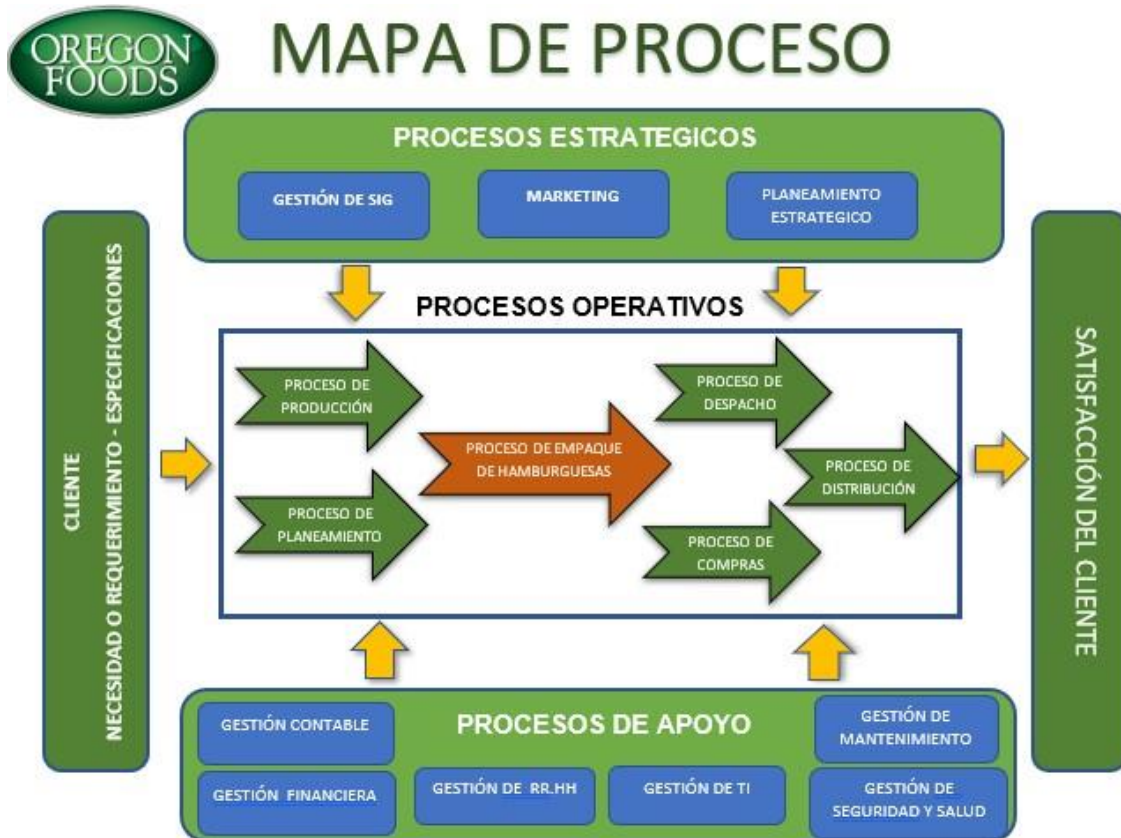 OREGON
FOODS
MAPA DE PROCESO
PROCESOS ESTRATEGICOS
GESTIÓN DE SIG
MARKETING
PLANEAMIENTO
ESTRATEGICO
CLIENTE
NECESIDAD O REQUERIMIENTO - ESPECIFICACIONES
PROCESOS OPERATIVOS
PROCESO DE
PRODUCCIÓN
PROCESO DE
PLANEAMIENTO
PROCESO DE EMPAQUE
DE HAMBURGUESAS
PROCESO DE
DESPACHO
PROCESO DE
COMPRAS
PROCESO DE
DISTRIBUCIÓN
SATISFACCIÓN DEL CLIENTE
PROCESOS DE APOYO
GESTIÓN CONTABLE
GESTIÓN FINANCIERA
GESTIÓN DE RR.HH
GESTIÓN DE TI
GESTIÓN DE
MANTENIMIENTO
GESTIÓN DE
SEGURIDAD Y SALUD